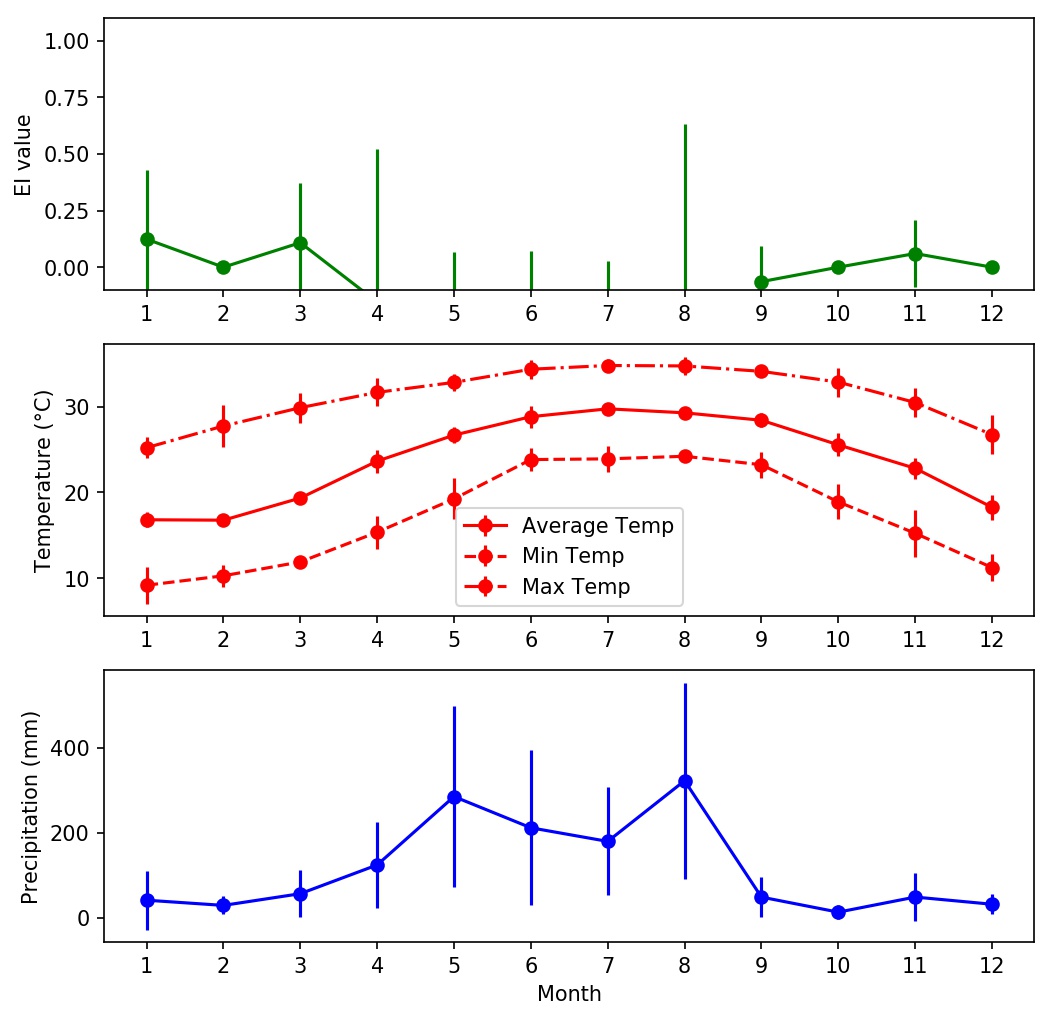 EI value
1.00
0.75
0.50
0.25
0.00
1 2 3 4 5 6 7 8 9 10 11 12
Temperature (°C)
30
20
10
Average Temp
Min Temp
Max Temp
1 2 3 4 5 6 7 8 9 10 11 12
Precipitation (mm)
400
200
0
1 2 3 4 5 6 7 8 9 10 11 12
Month